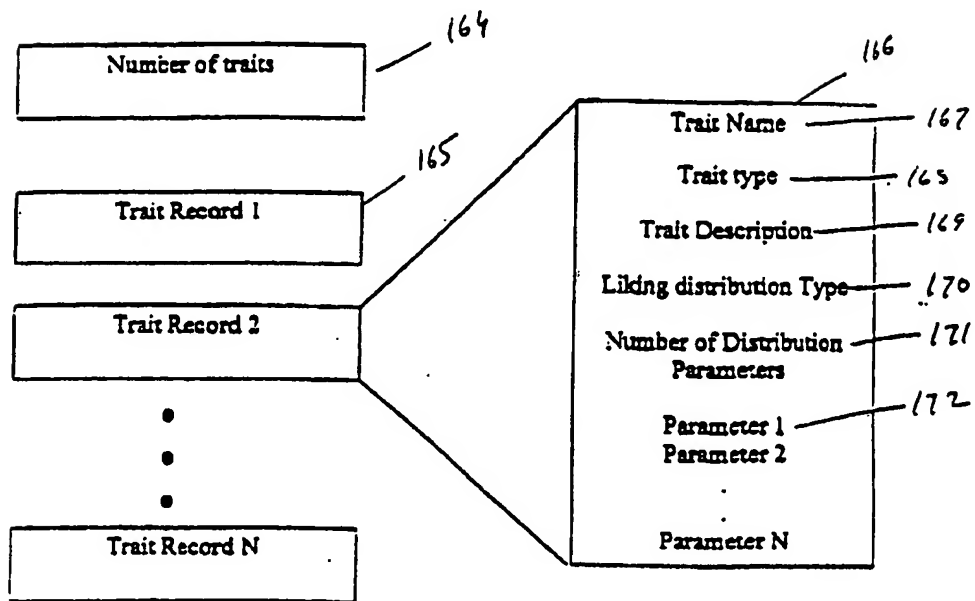 164
Number of traits
165
Trait Record 1
Trait Record 2
Trait Record N
166
Trait Name 167
Trait type 165
Trait Description 169
Liking distribution Type 170
Number of Distribution 171
Parameters
Parameter 1 172
Parameter 2
Parameter N